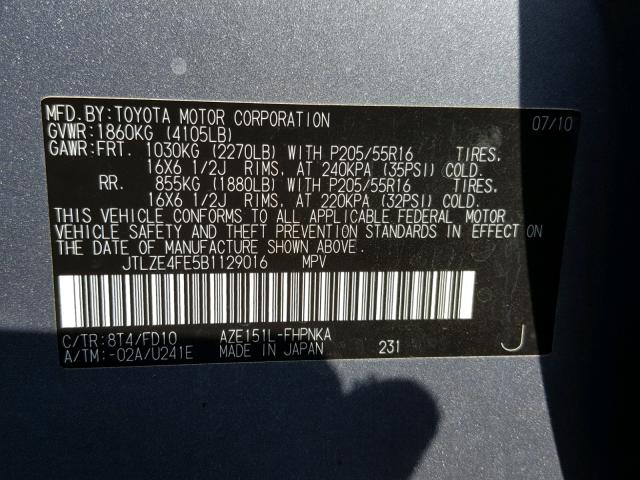 MFD.BY:TOYOTA MOTOR CORPORATION 07/10
GVWR:1860KG (4105LB)
GAWR:FRT. 1030KG (2270LB) WITH P205/55R16 TIRES,
16X6 1/2J RIMS, AT 240KPA (35PSI) COLD.
RR. 855KG (1880LB) WITH P205/55R16 TIRES,
16X6 1/2J RIMS, AT 220KPA (32PSI) COLD.
THIS VEHICLE CONFORMS TO ALL APPLICABLE FEDERAL MOTOR
VEHICLE SAFETY AND THEFT PREVENTION STANDARDS IN EFFECT ON
THE DATE OF MANUFACTURE SHOWN ABOVE.
JTLZE4FE5B1129016 MPV
C/TR:8T4/FD10 AZE151L-FHPNKA
A/TM:-02A/U241E MADE IN JAPAN 231 J